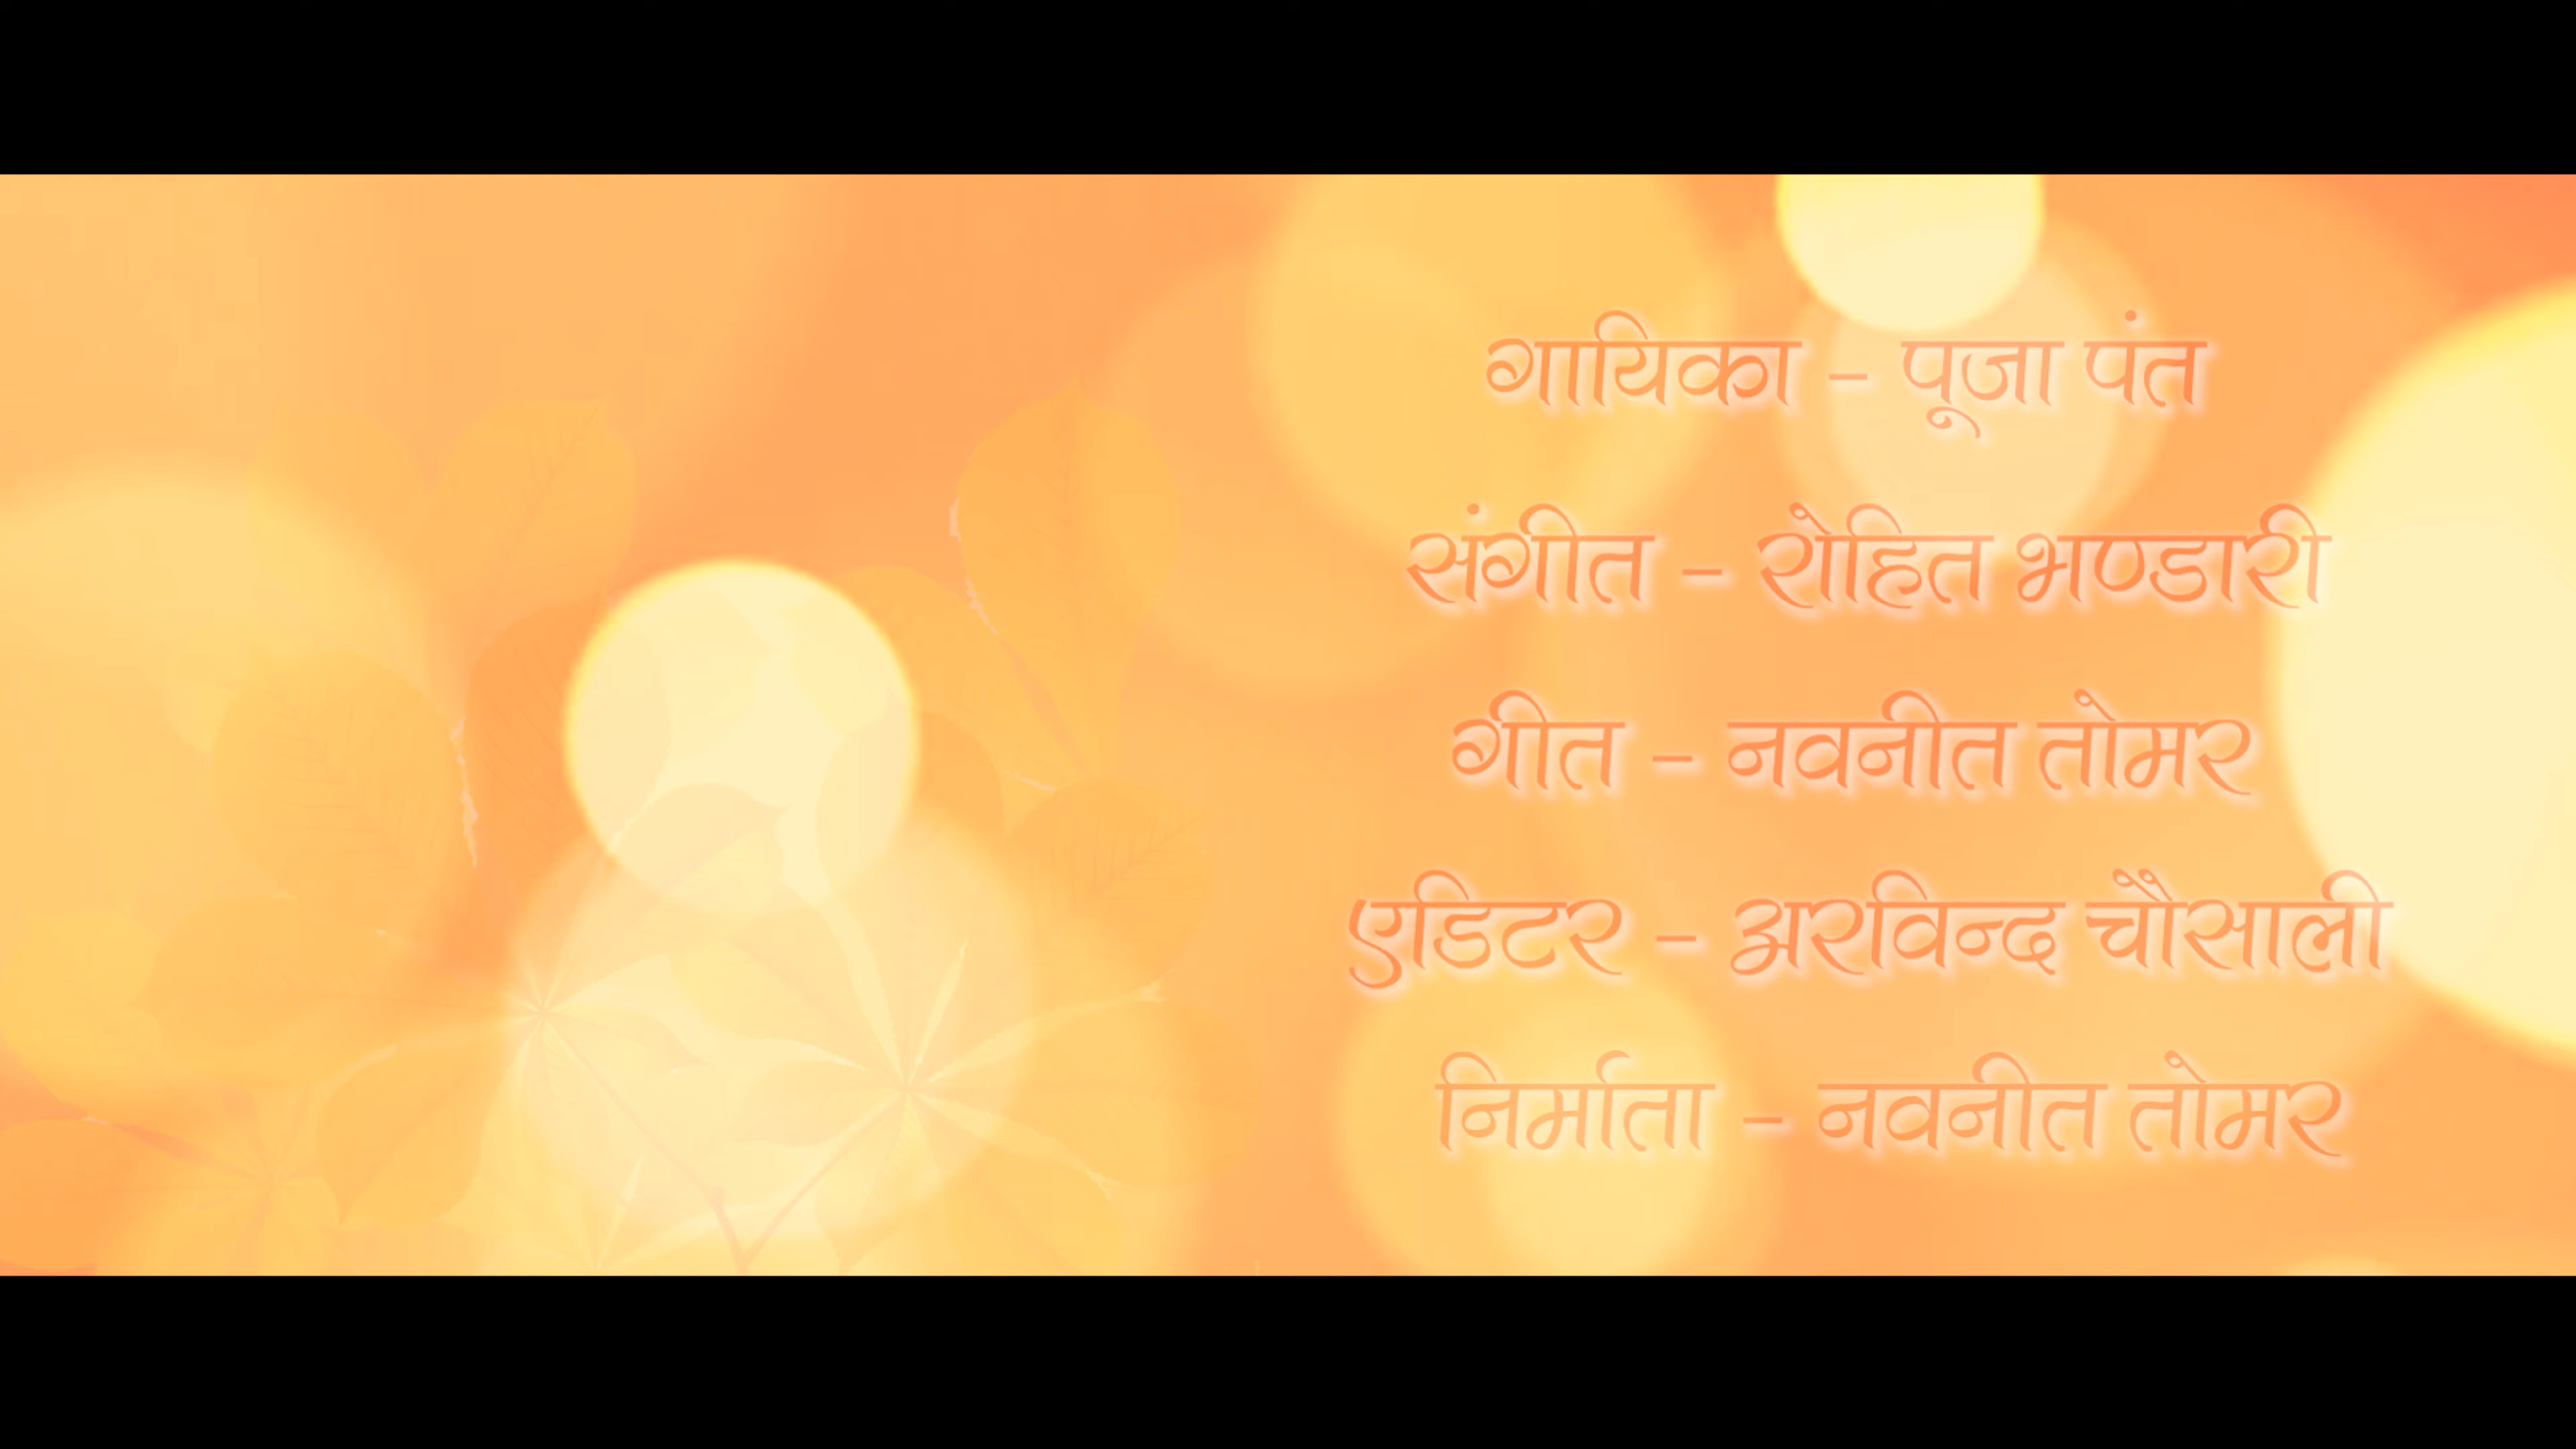 गायिका – पूजा पंत
संगीत – रोहित भण्डारी
गीत – नवनीत तोमर
एडिटर – अरविन्द चौसाली
निर्माता – नवनीत तोमर